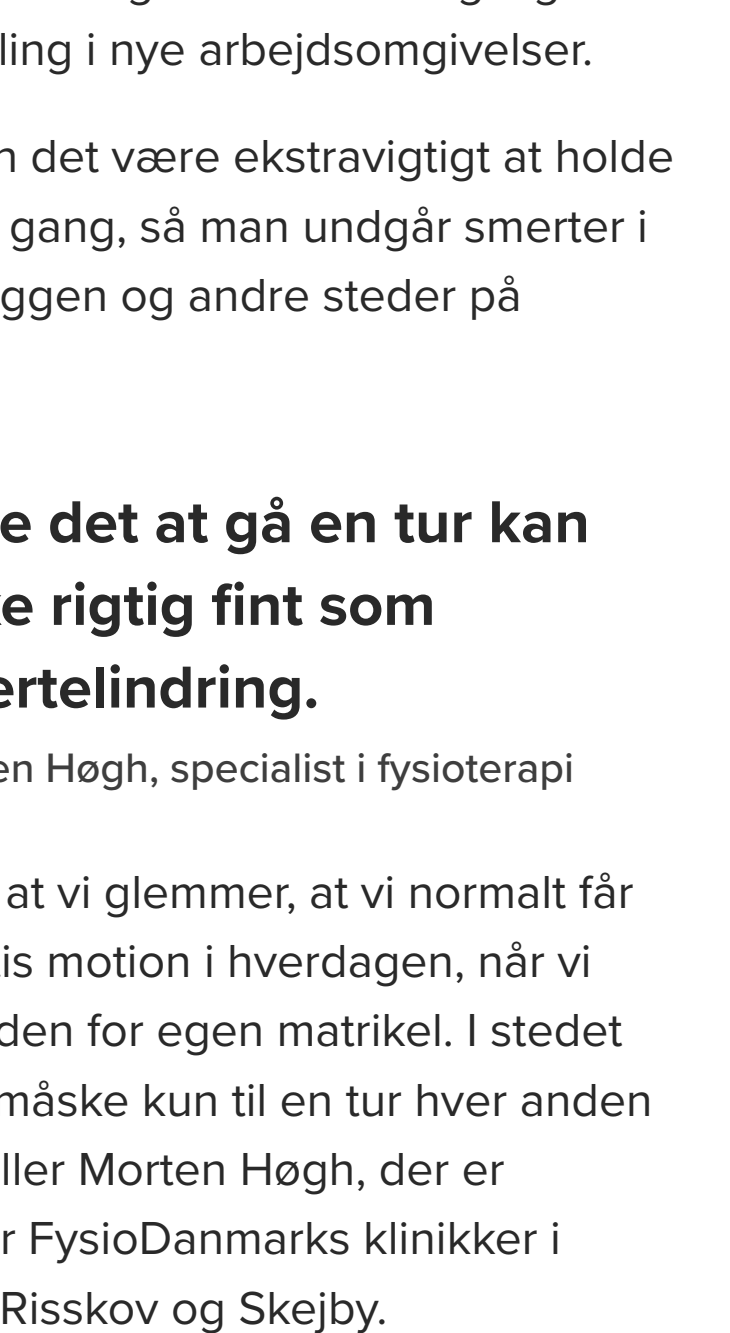 ling i nye arbejdsomgivelser.
det være ekstravigtigt at holde
gang, så man undgår smerter i
ggen og andre steder på
e det at gå en tur kan
e rigtig fint som
ertelindring.
en Høgh, specialist i fysioterapi
at vi glemmer, at vi normalt får
is motion i hverdagen, når vi
den for egen matrikel. I stedet
måske kun til en tur hver anden
ller Morten Høgh, der er
r FysioDanmarks klinikker i
Risskov og Skejby.